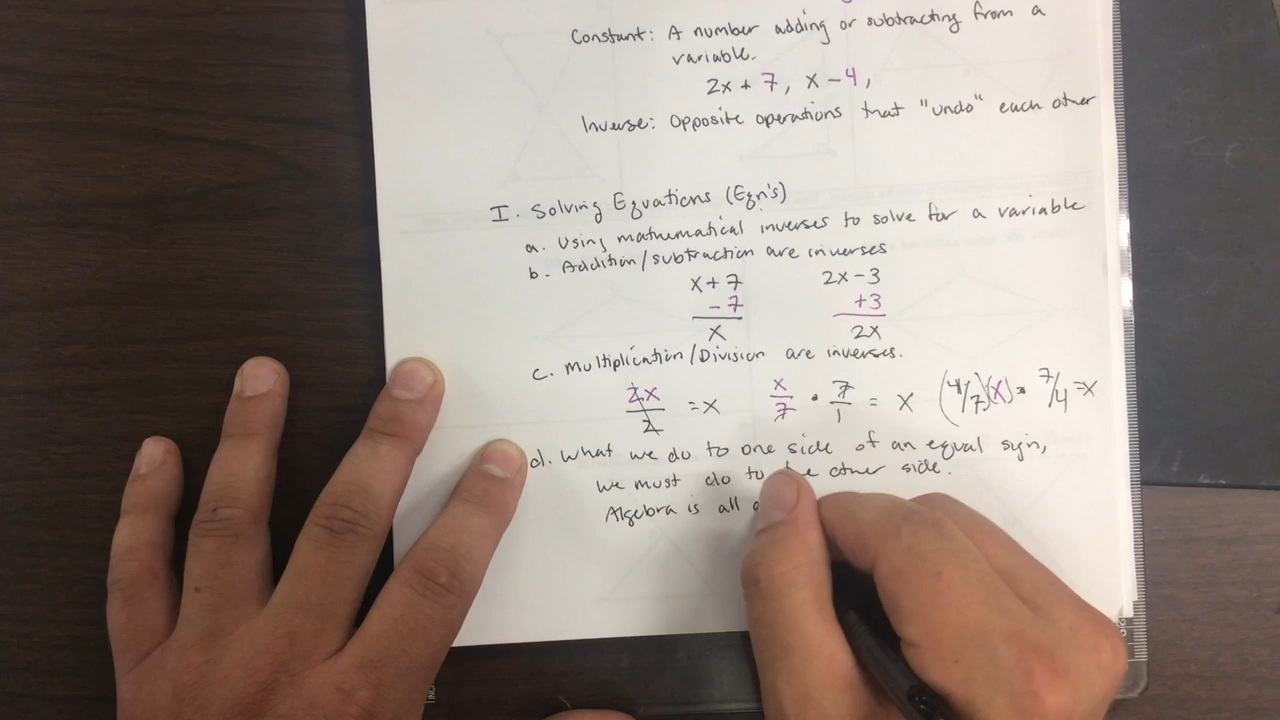 Constant: A number adding or subtracting from a
variable.
2x + 7, x - 4,
Inverse: Opposite operations that "undo" each other
I. Solving Equations (Eqn's)
a. Using mathematical inverses to solve for a variable
b. Addition/subtraction are inverses
x + 7 2x - 3
- 7 +3
x 2x
c. Multiplication/Division are inverses.
2x/2 = x x/7 · 7/1 = x (4/7)(x) · 7/4 = x
d. What we do to one side of an equal sign,
we must do to the other side.
Algebra is all